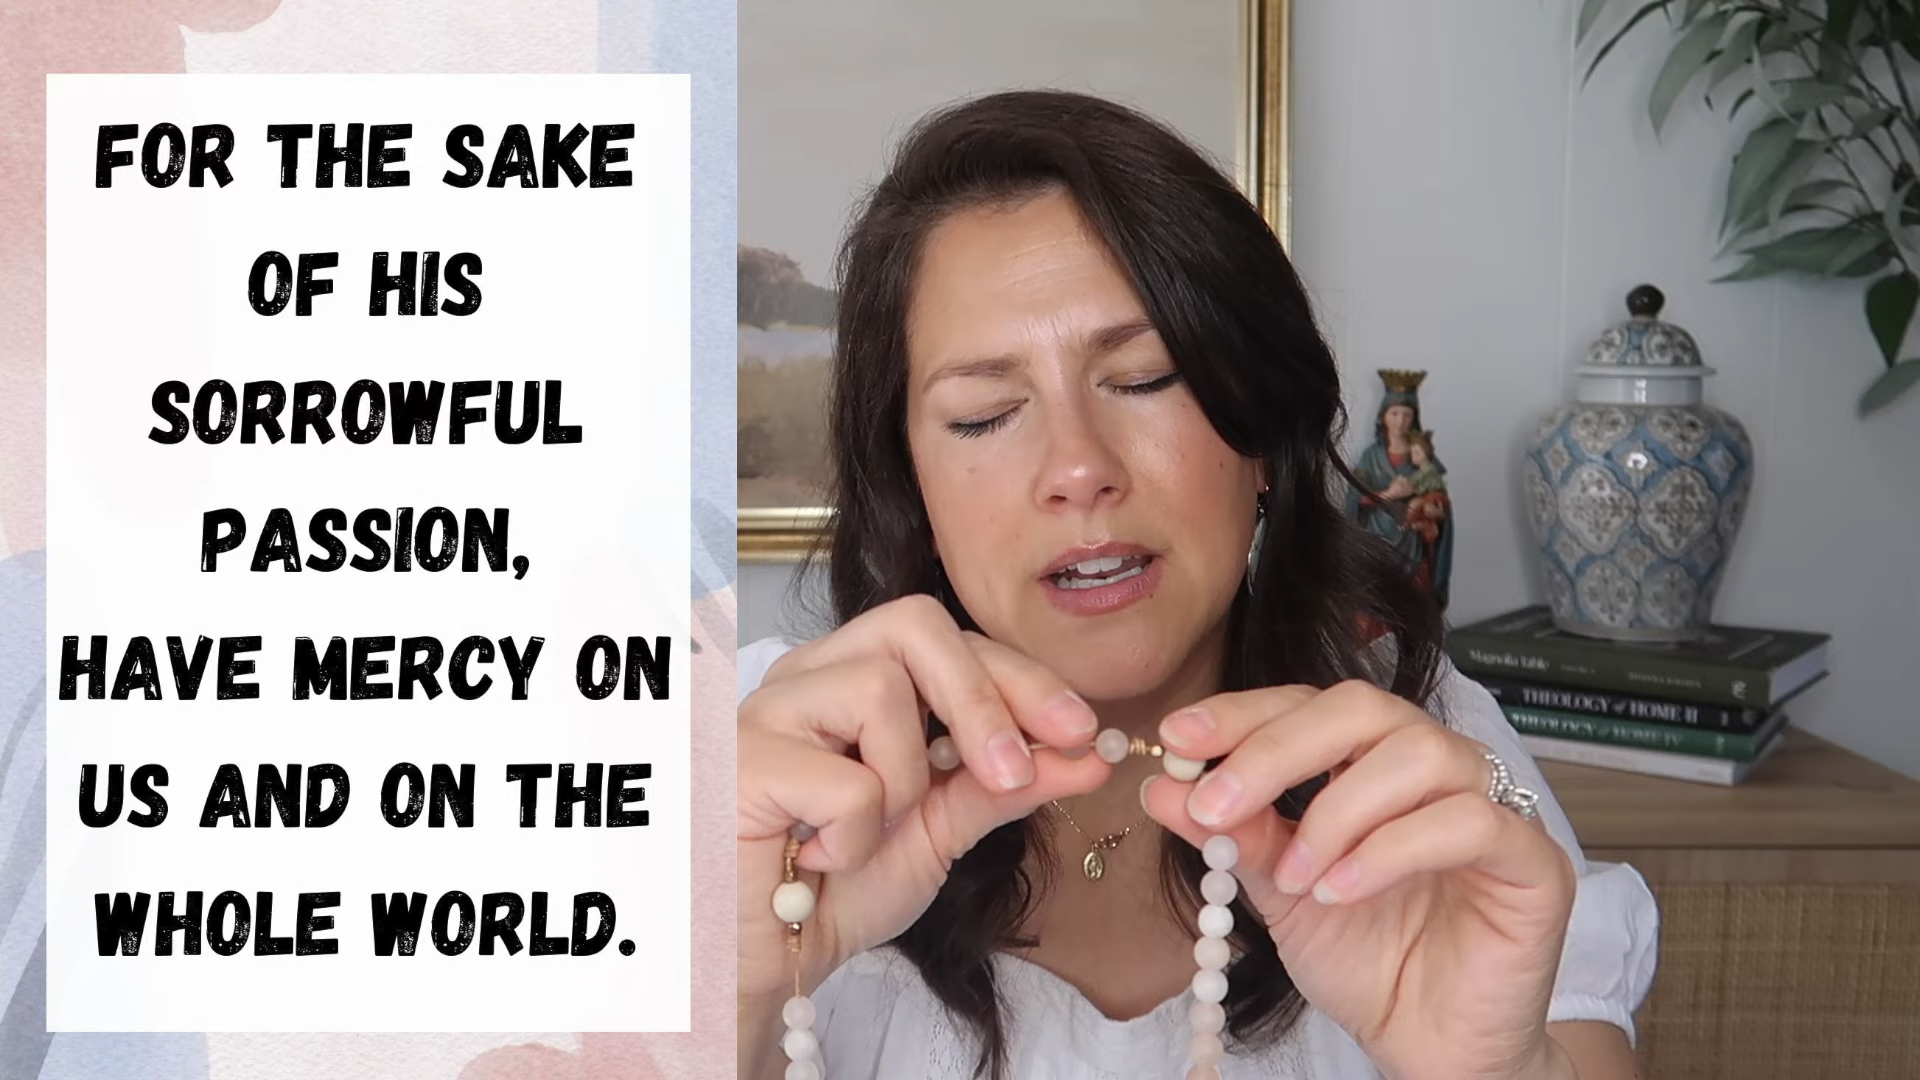 FOR THE SAKE
OF HIS
SORROWFUL
PASSION,
HAVE MERCY ON
US AND ON THE
WHOLE WORLD.
Magnolia Table
THEOLOGY of HOME II
THEOLOGY of HOME IV